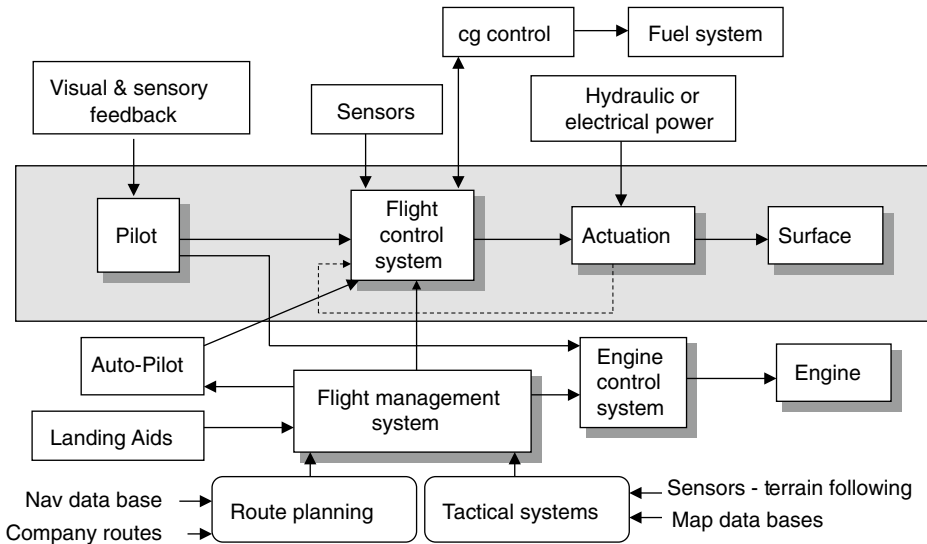 cg control
Fuel system
Visual & sensory
feedback
Sensors
Hydraulic or
electrical power
Pilot
Flight
control
system
Actuation
Surface
Auto-Pilot
Flight management
system
Engine
control
system
Engine
Landing Aids
Nav data base
Company routes
Route planning
Tactical systems
Sensors - terrain following
Map data bases